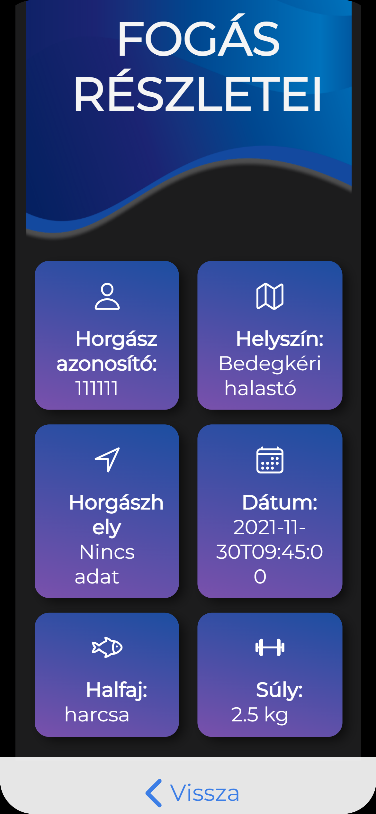 FOGÁS
RÉSZLETEI
Horgász
azonosító:
111111
Helyszín:
Bedegkéri
halastó
Horgászh
ely
Nincs
adat
Dátum:
2021-11-
30T09:45:0
0
Halfaj:
harcsa
Súly:
2.5 kg
Vissza